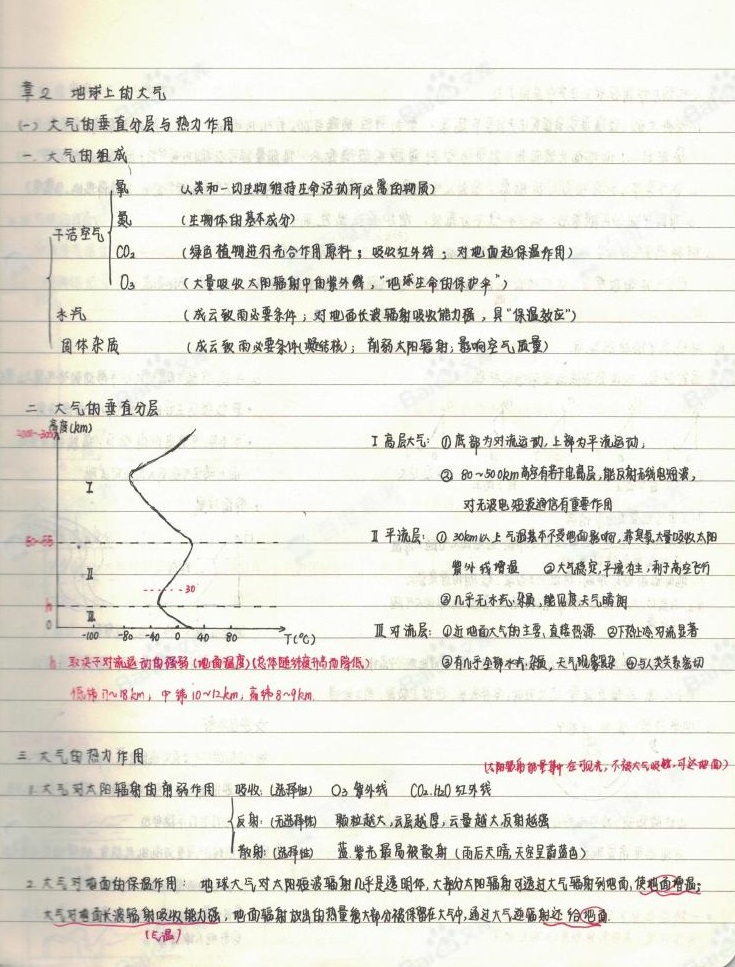 章2 地球上的大气
(一) 大气的垂直分层与热力作用
一. 大气的组成
干洁空气
氧 (人类和一切生物维持生命活动所必需的物质)
氮 (生物体的基本成分)
CO₂ (绿色植物进行光合作用原料; 吸收红外线; 对地面起保温作用)
O₃ (大量吸收太阳辐射中的紫外线,"地球生命的保护伞")
水汽 (成云致雨必要条件; 对地面长波辐射吸收能力强,具"保温效应")
固体杂质 (成云致雨必要条件(凝结核); 削弱太阳辐射; 影响空气质量)
二. 大气的垂直分层
高度(km)
I
50-55
II
30
h
III
0
-100 -80 -40 0 40 80 T(℃)
I 高层大气: ① 底部为对流运动,上部为平流运动,
② 80~500km高空有若干电离层,能反射无线电短波,
对无线电短波通信有重要作用
II 平流层: ① 30km以上气温基本不受地面影响,靠臭氧大量吸收太阳
紫外线增温 ②大气稳定,平流为主,利于高空飞行
③几乎无水汽、杂质,能见度大气晴朗
III 对流层: ①近地面大气的主要、直接热源 ②下热上冷,对流显著
③有几乎全部水汽、杂质,天气现象复杂 ④与人类关系密切
h: 取决于对流运动的强弱 (地面温度) (总体随纬度升高而降低)
低纬17~18km, 中纬10~12km, 高纬8~9km.
三. 大气的热力作用
(太阳辐射能量集中在可见光,不被大气吸收,可达地面)
1. 大气对太阳辐射的削弱作用
吸收: (选择性) O₃ 紫外线 CO₂.H₂O 红外线
反射: (无选择性) 颗粒越大,云层越厚,云量越大反射越强
散射: (选择性) 蓝.紫光最易被散射 (雨后天晴,天空呈蔚蓝色)
2. 大气对地面的保温作用: 地球大气对太阳短波辐射几乎是透明体,大部分太阳辐射可透过大气辐射到地面,使地面增温;
大气对地面长波辐射吸收能力强,地面辐射放出的热量绝大部分被保留在大气中,通过大气逆辐射还给地面.
(气温)